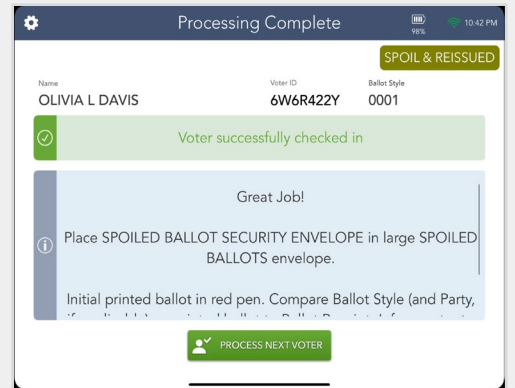 Processing Complete
98%
10:42 PM
SPOIL & REISSUED
Name
Voter ID
Ballot Style
OLIVIA L DAVIS
6W6R422Y
0001
Voter successfully checked in
Great Job!
Place SPOILED BALLOT SECURITY ENVELOPE in large SPOILED
BALLOTS envelope.
Initial printed ballot in red pen. Compare Ballot Style (and Party,
PROCESS NEXT VOTER